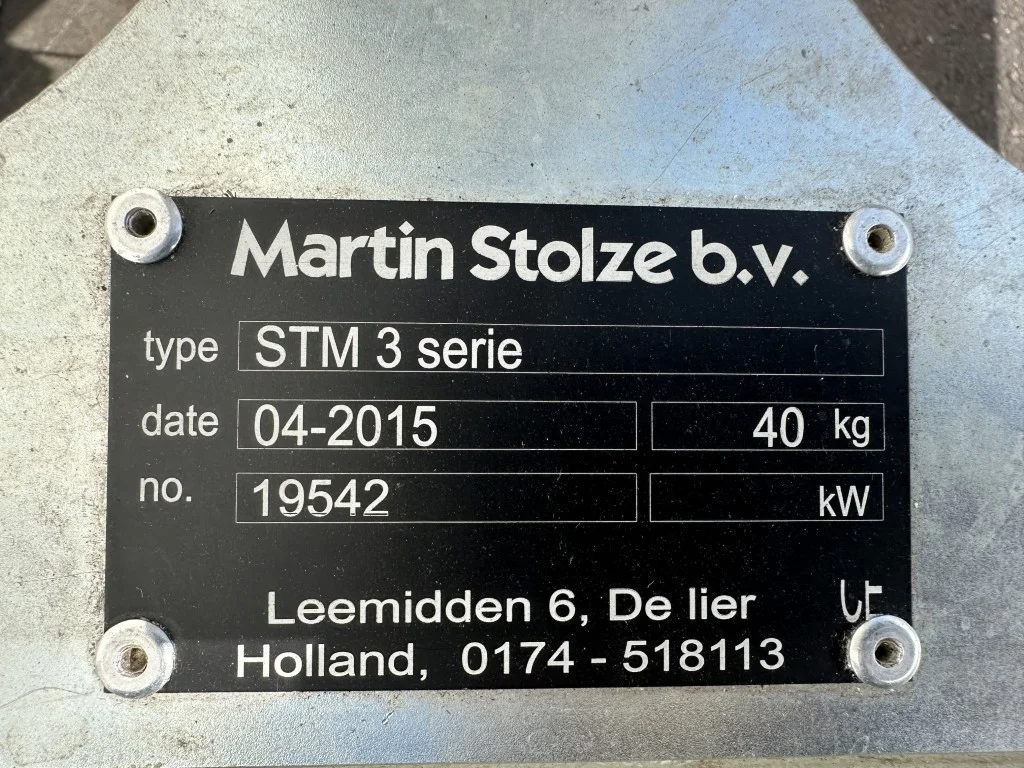 Martin Stolze b.v.
type STM 3 serie
date 04-2015 40 kg
no. 19542 kW
Leemidden 6, De lier
Holland, 0174 - 518113